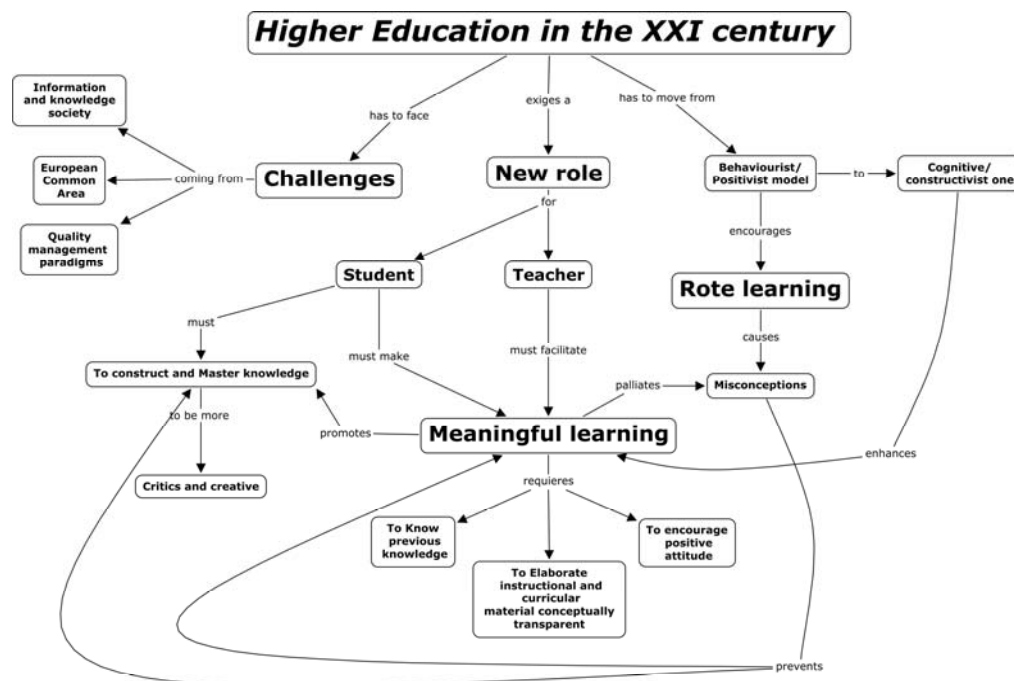 Higher Education in the XXI century
has to face
exiges a
has to move from
Information
and knowledge
society
European
Common
Area
Quality
management
paradigms
coming from
Challenges
New role
Behaviourist/
Positivist model
to
Cognitive/
constructivist one
for
encourages
Student
Teacher
Rote learning
must
must make
must facilitate
causes
To construct and Master knowledge
palliates
Misconceptions
to be more
promotes
Meaningful learning
enhances
Critics and creative
requieres
To Know
previous
knowledge
To Elaborate
instructional and
curricular
material conceptually
transparent
To encourage
positive
attitude
prevents